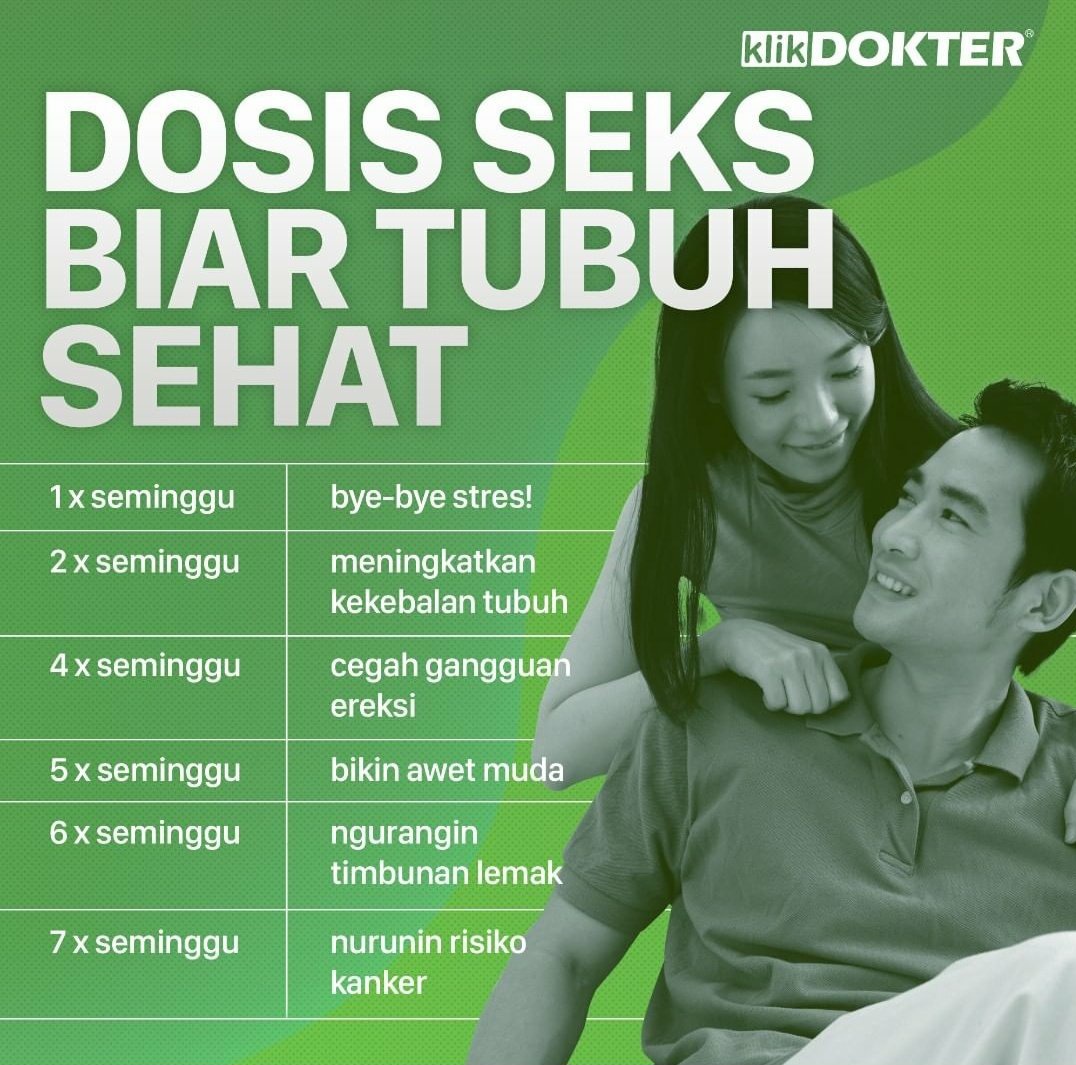 klikDOKTER®
DOSIS SEKS
BIAR TUBUH
SEHAT
1 x seminggu
bye-bye stres!
2 x seminggu
meningkatkan
kekebalan tubuh
4 x seminggu
cegah gangguan
ereksi
5 x seminggu
bikin awet muda
6 x seminggu
ngurangin
timbunan lemak
7 x seminggu
nurunin risiko
kanker